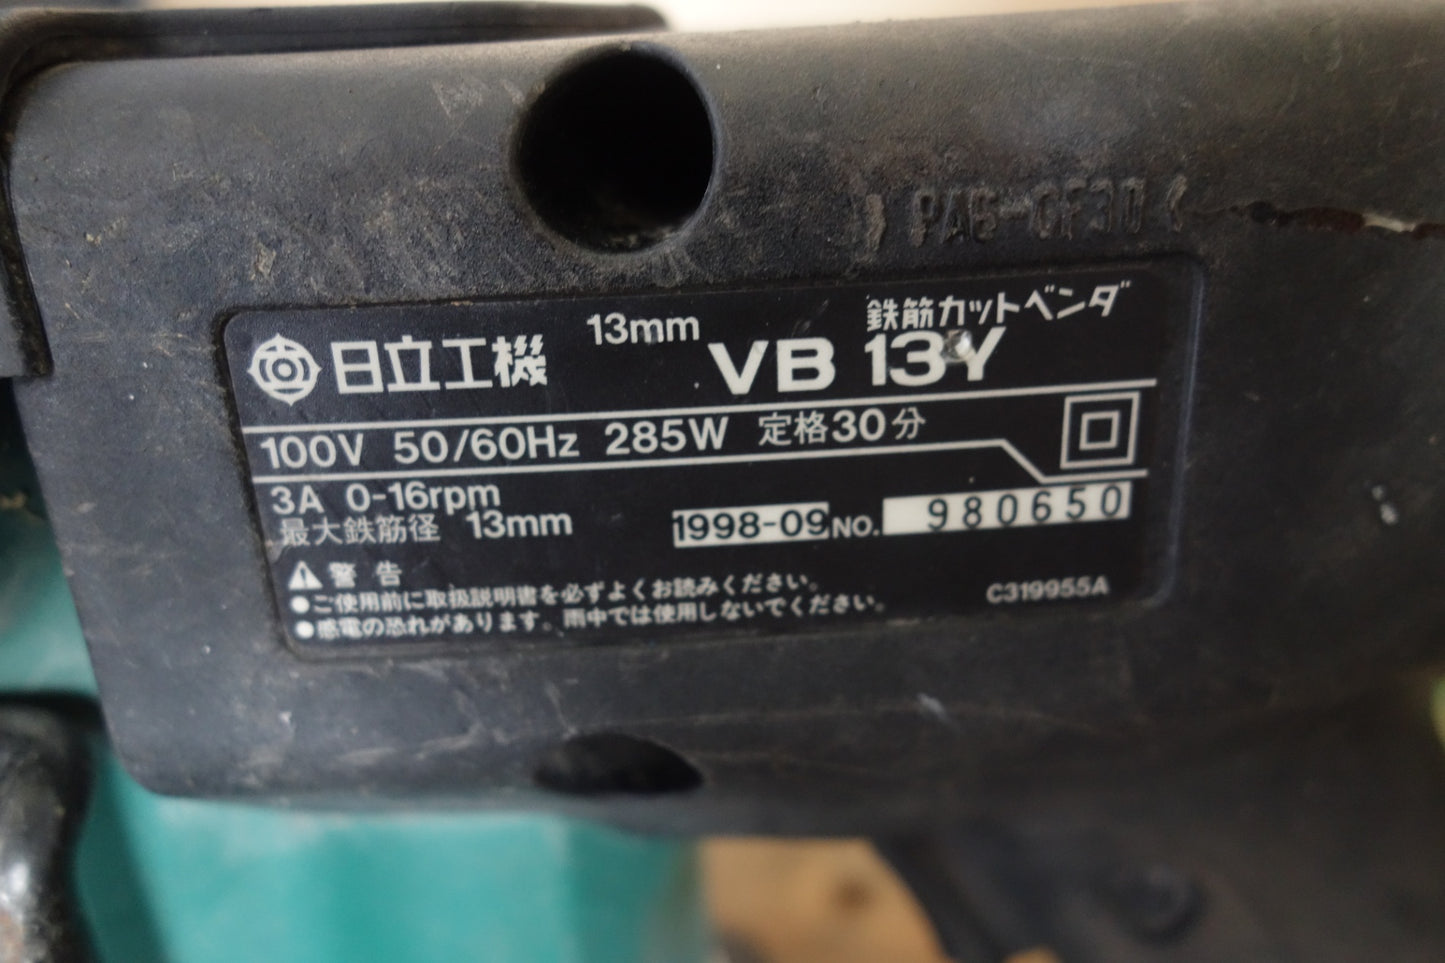 PA6-GF30
日立工機 13mm VB 13Y
鉄筋カットベンダ
100V 50/60Hz 285W 定格30分
3A 0-16rpm
最大鉄筋径 13mm
1998-09 NO. 980650
警告
●ご使用前に取扱説明書を必ずよくお読みください。
●感電の恐れがあります。雨中では使用しないでください。
C319955A